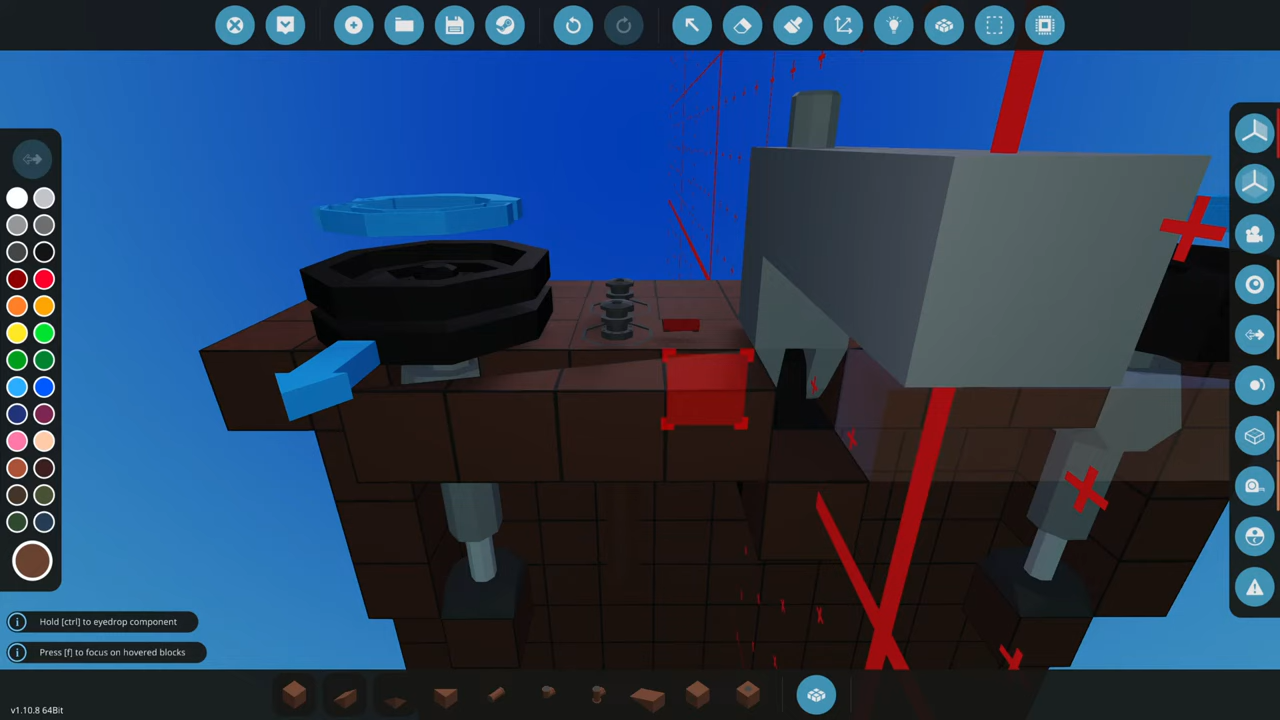 Hold [ctrl] to eyedrop component
Press [f] to focus on hovered blocks
v1.10.8 64Bit